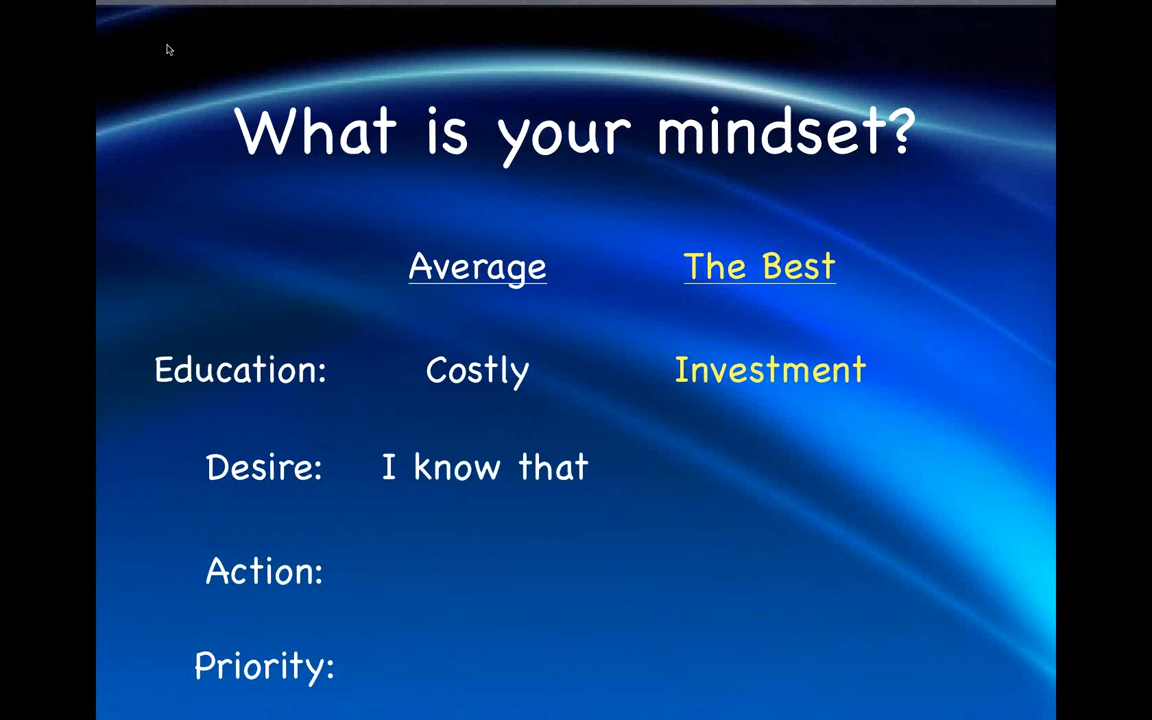 What is your mindset?
Average The Best
Education: Costly Investment
Desire: I know that
Action:
Priority: